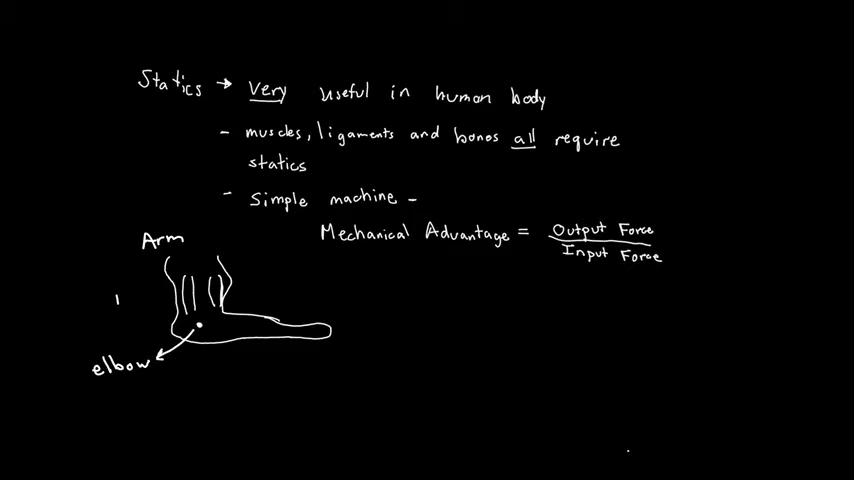 Statics → Very useful in human body
- muscles, ligaments and bones all require
statics
- Simple machine -
Mechanical Advantage = Output Force
Input Force
Arm
elbow